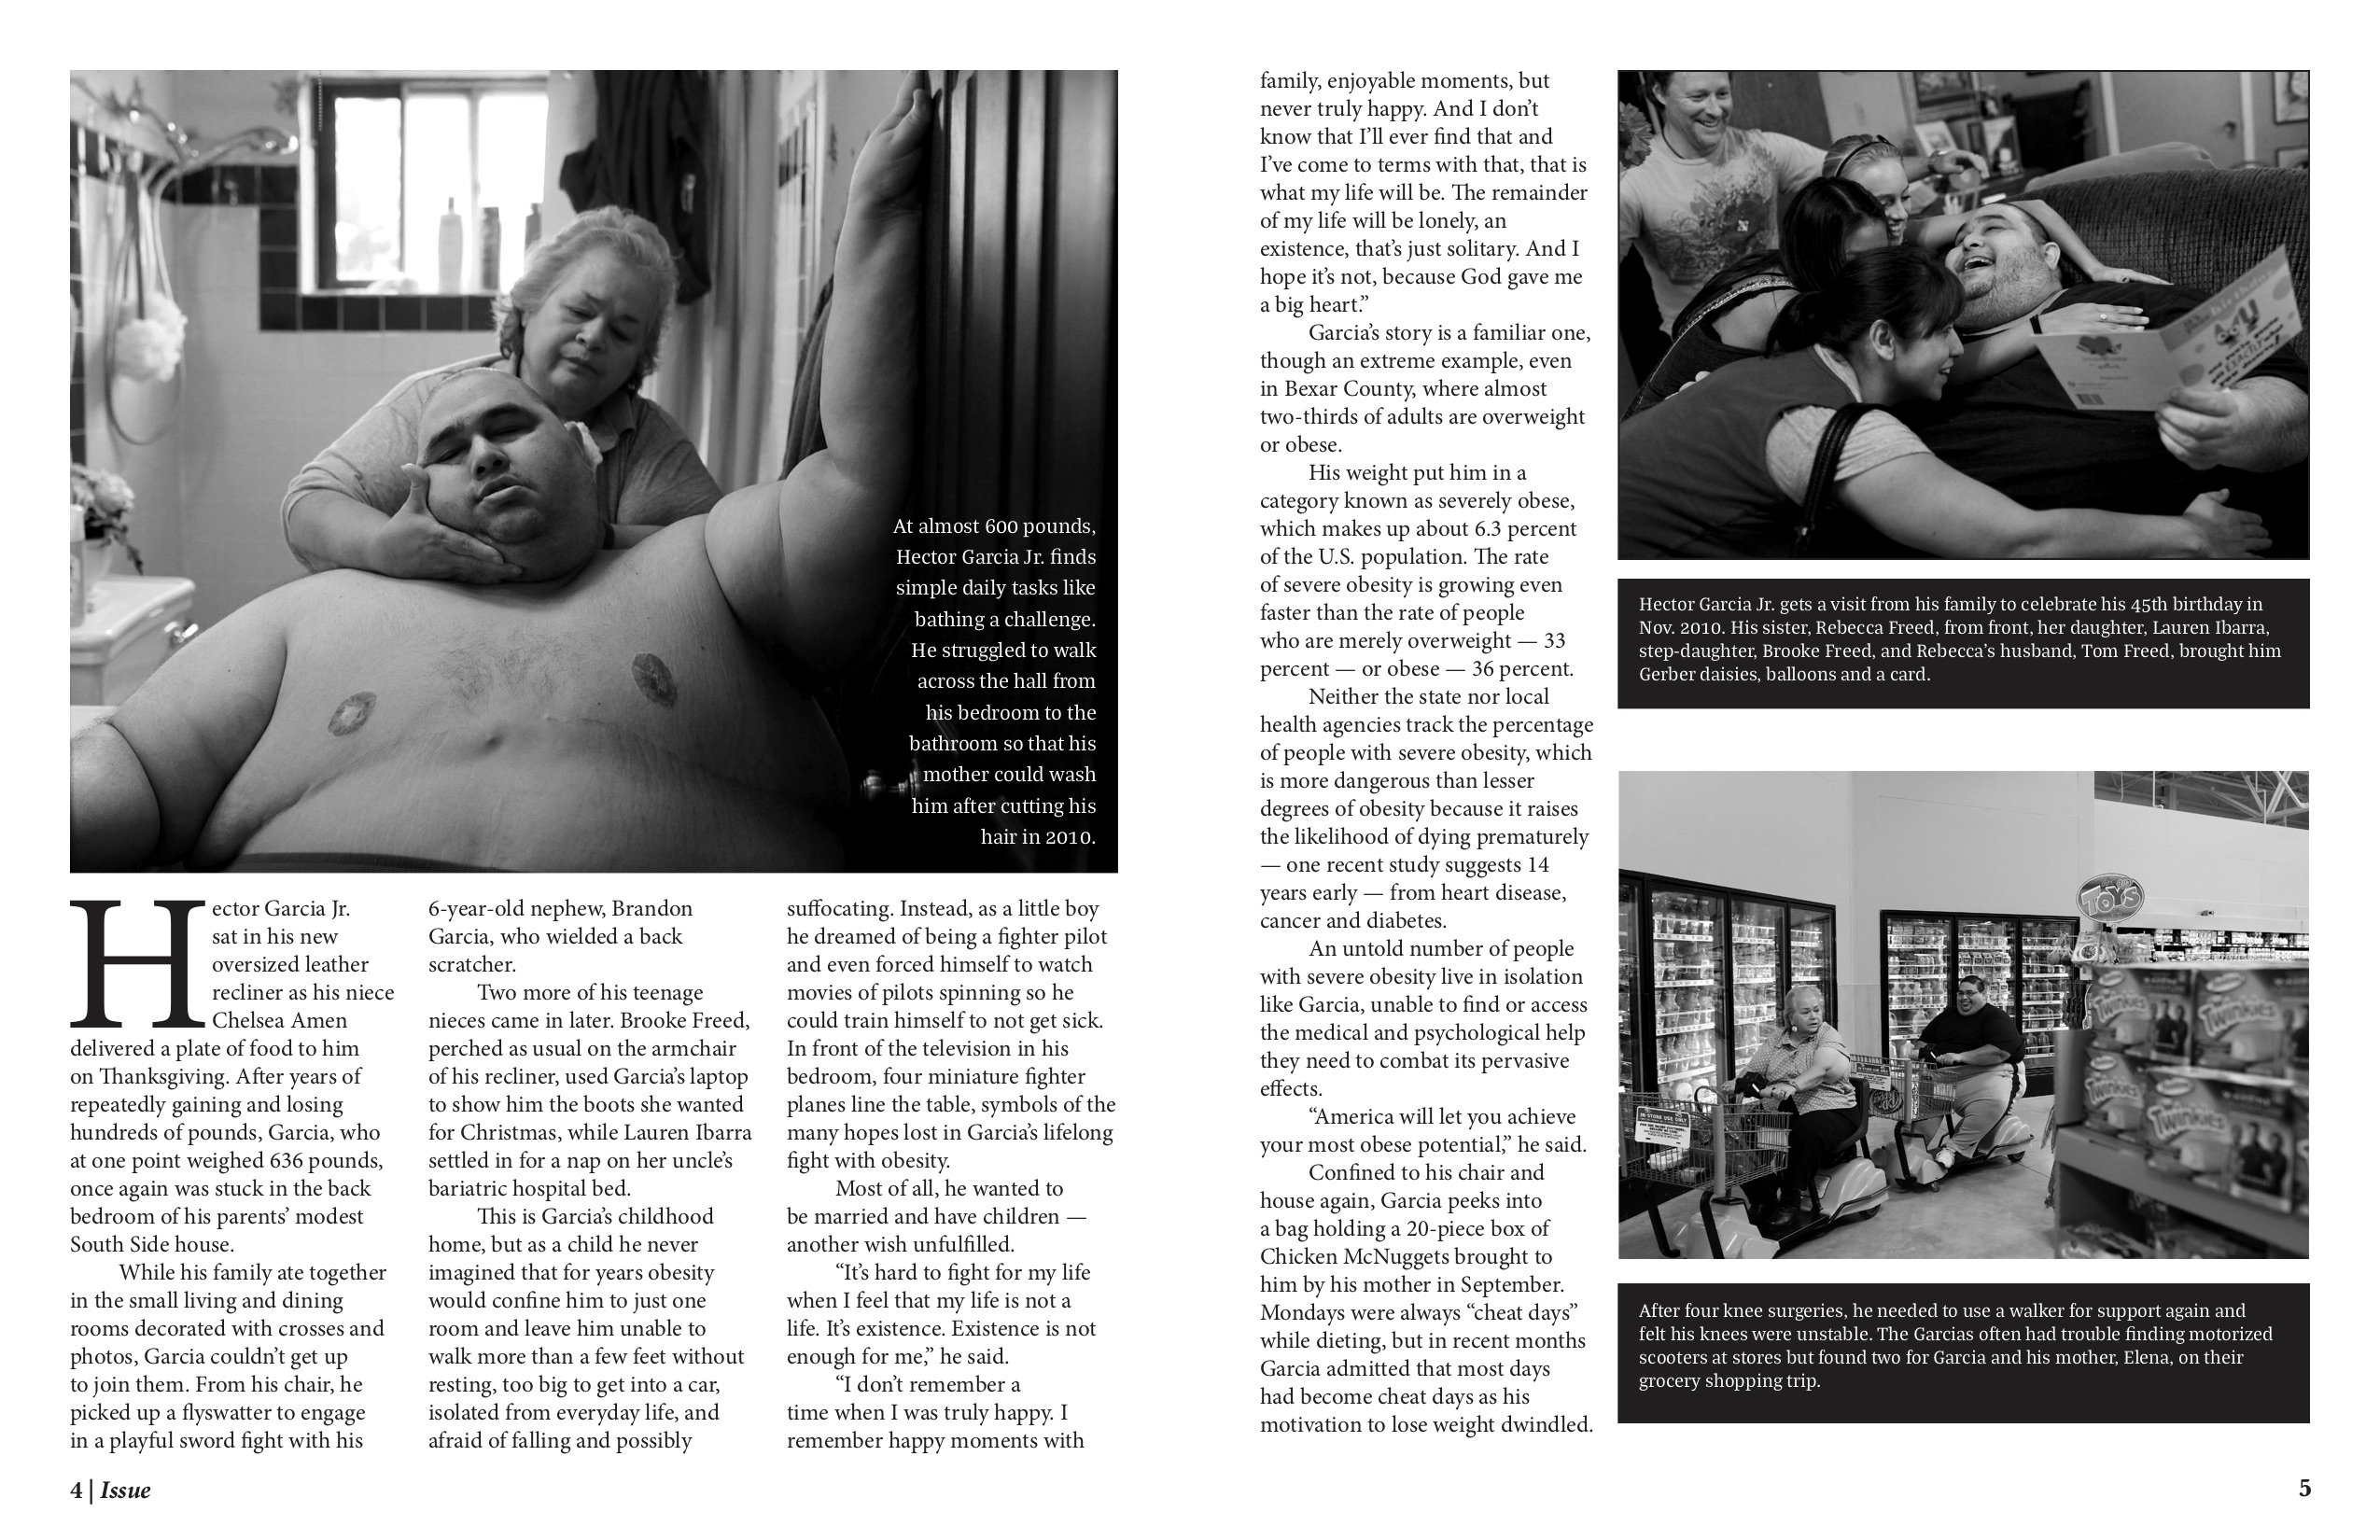 At almost 600 pounds,
Hector Garcia Jr. finds
simple daily tasks like
bathing a challenge.
He struggled to walk
across the hall from
his bedroom to the
bathroom so that his
mother could wash
him after cutting his
hair in 2010.
Hector Garcia Jr.
sat in his new
oversized leather
recliner as his niece
Chelsea Amen
delivered a plate of food to him
on Thanksgiving. After years of
repeatedly gaining and losing
hundreds of pounds, Garcia, who
at one point weighed 636 pounds,
once again was stuck in the back
bedroom of his parents’ modest
South Side house.
While his family ate together
in the small living and dining
rooms decorated with crosses and
photos, Garcia couldn’t get up
to join them. From his chair, he
picked up a flyswatter to engage
in a playful sword fight with his
6-year-old nephew, Brandon
Garcia, who wielded a back
scratcher.
Two more of his teenage
nieces came in later. Brooke Freed,
perched as usual on the armchair
of his recliner, used Garcia’s laptop
to show him the boots she wanted
for Christmas, while Lauren Ibarra
settled in for a nap on her uncle’s
bariatric hospital bed.
This is Garcia’s childhood
home, but as a child he never
imagined that for years obesity
would confine him to just one
room and leave him unable to
walk more than a few feet without
resting, too big to get into a car,
isolated from everyday life, and
afraid of falling and possibly
suffocating. Instead, as a little boy
he dreamed of being a fighter pilot
and even forced himself to watch
movies of pilots spinning so he
could train himself to not get sick.
In front of the television in his
bedroom, four miniature fighter
planes line the table, symbols of the
many hopes lost in Garcia’s lifelong
fight with obesity.
Most of all, he wanted to
be married and have children —
another wish unfulfilled.
“It’s hard to fight for my life
when I feel that my life is not a
life. It’s existence. Existence is not
enough for me,” he said.
“I don’t remember a
time when I was truly happy. I
remember happy moments with
4 | Issue
family, enjoyable moments, but
never truly happy. And I don’t
know that I’ll ever find that and
I’ve come to terms with that, that is
what my life will be. The remainder
of my life will be lonely, an
existence, that’s just solitary. And I
hope it’s not, because God gave me
a big heart.”
Garcia’s story is a familiar one,
though an extreme example, even
in Bexar County, where almost
two-thirds of adults are overweight
or obese.
His weight put him in a
category known as severely obese,
which makes up about 6.3 percent
of the U.S. population. The rate
of severe obesity is growing even
faster than the rate of people
who are merely overweight — 33
percent — or obese — 36 percent.
Neither the state nor local
health agencies track the percentage
of people with severe obesity, which
is more dangerous than lesser
degrees of obesity because it raises
the likelihood of dying prematurely
— one recent study suggests 14
years early — from heart disease,
cancer and diabetes.
An untold number of people
with severe obesity live in isolation
like Garcia, unable to find or access
the medical and psychological help
they need to combat its pervasive
effects.
“America will let you achieve
your most obese potential,” he said.
Confined to his chair and
house again, Garcia peeks into
a bag holding a 20-piece box of
Chicken McNuggets brought to
him by his mother in September.
Mondays were always “cheat days”
while dieting, but in recent months
Garcia admitted that most days
had become cheat days as his
motivation to lose weight dwindled.
Hector Garcia Jr. gets a visit from his family to celebrate his 45th birthday in
Nov. 2010. His sister, Rebecca Freed, from front, her daughter, Lauren Ibarra,
step-daughter, Brooke Freed, and Rebecca’s husband, Tom Freed, brought him
Gerber daisies, balloons and a card.
TOYS
Twinkies
Twinkies
Twinkies
Twinkies
IN STORE USE ONLY
After four knee surgeries, he needed to use a walker for support again and
felt his knees were unstable. The Garcias often had trouble finding motorized
scooters at stores but found two for Garcia and his mother, Elena, on their
grocery shopping trip.
5